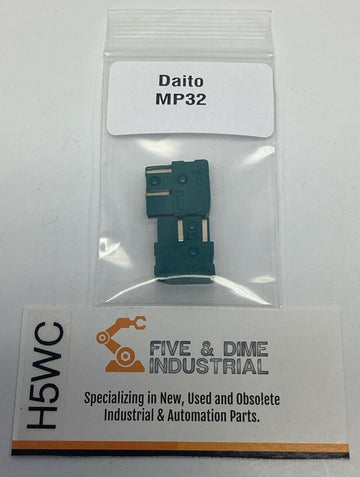 Daito
MP32
H5WC
FIVE & DIME
INDUSTRIAL
Specializing in New, Used and Obsolete
Industrial & Automation Parts.